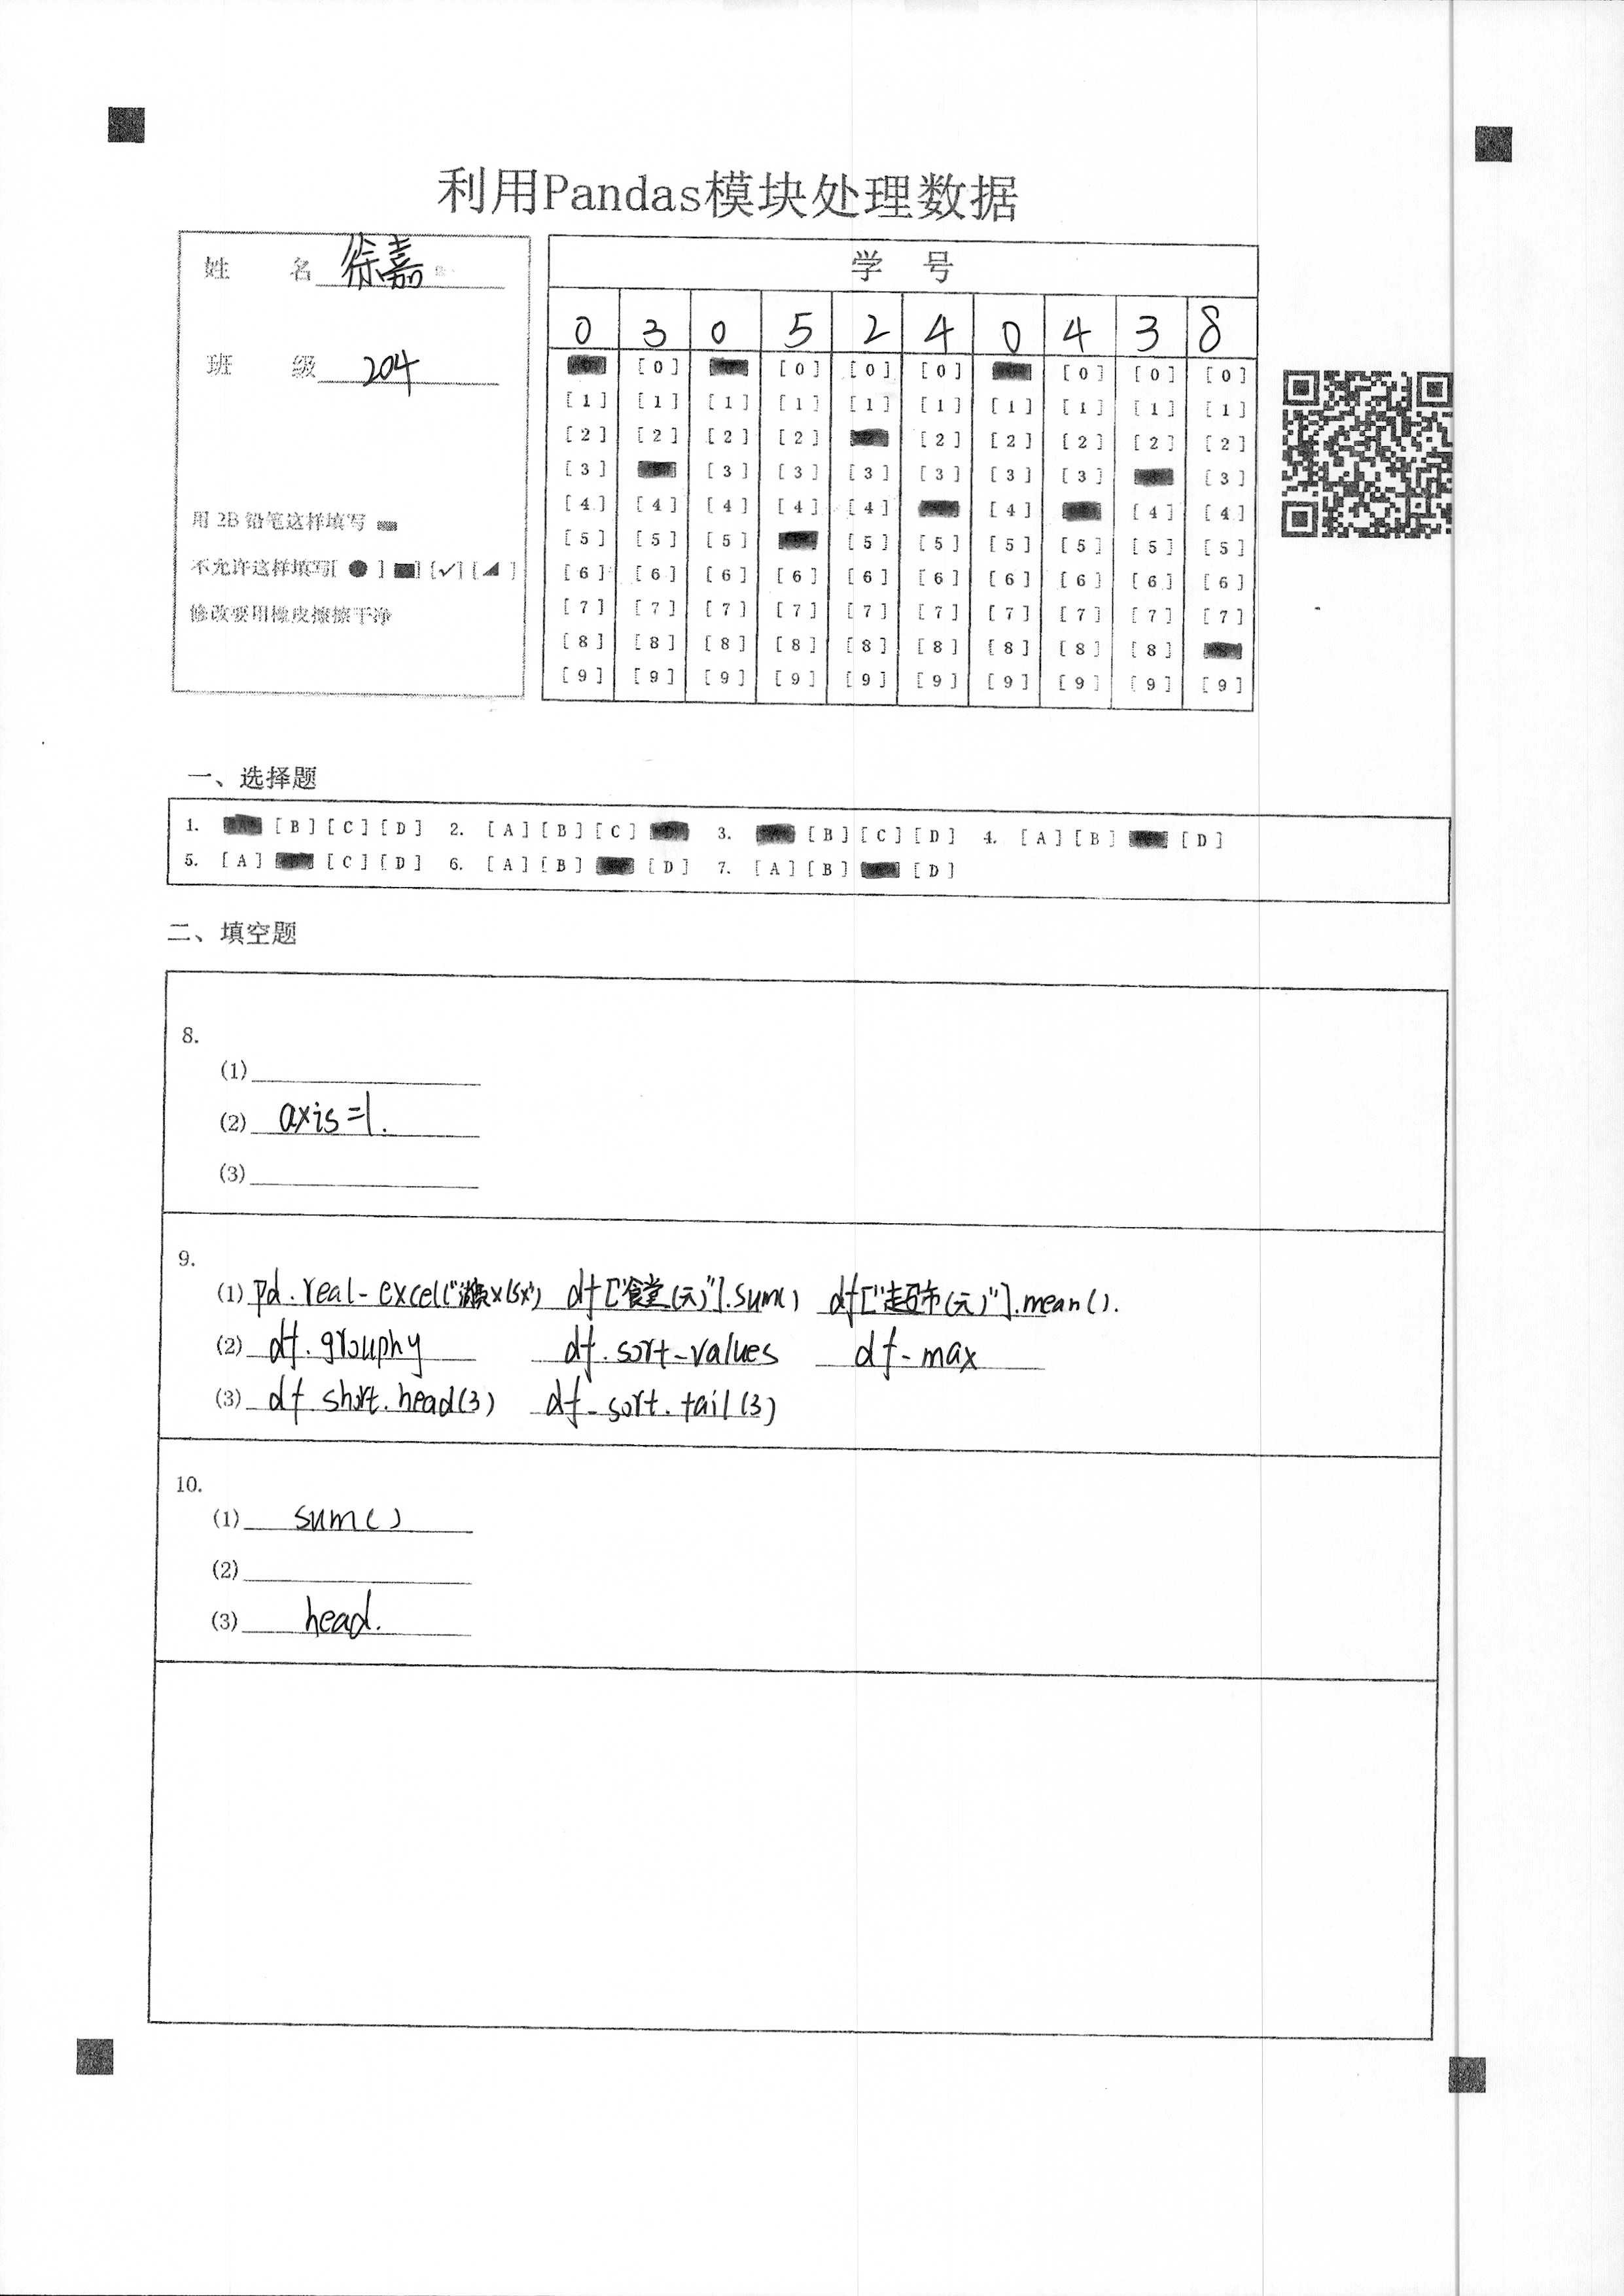 利用Pandas模块处理数据
姓 名 徐嘉
班 级 204
用 2B 铅笔这样填写
不允许这样填写[ ● ] [■] [✓] [◢ ]
修改要用橡皮擦擦干净
学 号
0 3 0 5 2 4 0 4 3 8
[0] [0] [0] [0] [0] [0] [0]
[1] [1] [1] [1] [1] [1] [1] [1] [1] [1]
[2] [2] [2] [2] [2] [2] [2] [2] [2]
[3] [3] [3] [3] [3] [3] [3] [3]
[4] [4] [4] [4] [4] [4] [4] [4]
[5] [5] [5] [5] [5] [5] [5] [5] [5]
[6] [6] [6] [6] [6] [6] [6] [6] [6] [6]
[7] [7] [7] [7] [7] [7] [7] [7] [7] [7]
[8] [8] [8] [8] [8] [8] [8] [8] [8]
[9] [9] [9] [9] [9] [9] [9] [9] [9] [9]
一、选择题
1. [B] [C] [D] 2. [A] [B] [C] 3. [B] [C] [D] 4. [A] [B] [D]
5. [A] [C] [D] 6. [A] [B] [D] 7. [A] [B] [D]
二、填空题
8.
(1)
(2) axis=1.
(3)
9.
(1) pd.real-excel(" xlsx") df["食堂(元)"].sum() df["超市(元)"].mean().
(2) df.grouphy df.sort-values df-max
(3) df short.head(3) df-sort.tail(3)
10.
(1) sum()
(2)
(3) head.